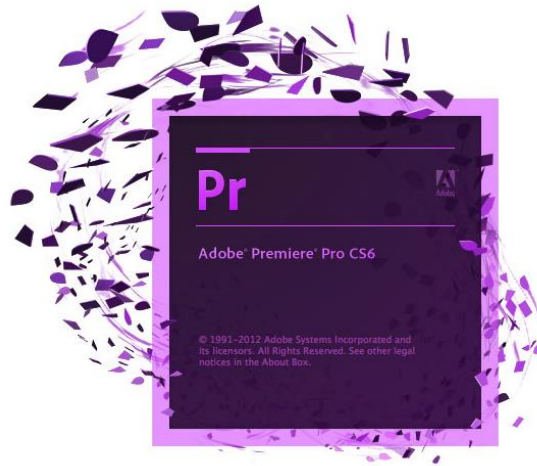 Pr
Adobe® Premiere® Pro CS6
© 1991-2012 Adobe Systems Incorporated and
its licensors. All Rights Reserved. See other legal
notices in the About Box.